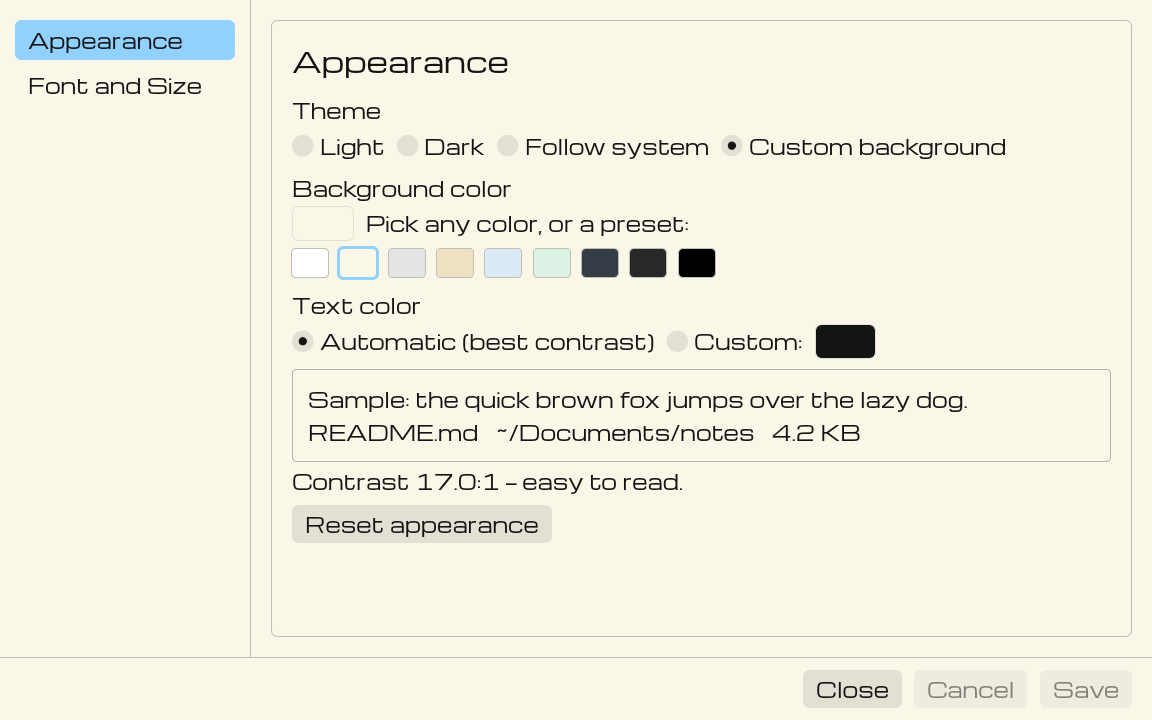 Appearance
Font and Size
Appearance
Theme
Light Dark Follow system Custom background
Background color
Pick any color, or a preset:
Text color
Automatic (best contrast) Custom:
Sample: the quick brown fox jumps over the lazy dog.
README.md ~/Documents/notes 4.2 KB
Contrast 17.0:1 – easy to read.
Reset appearance
Close Cancel Save